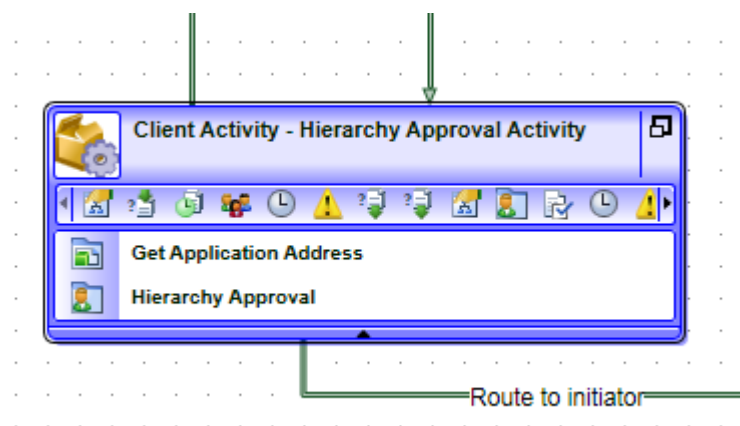 Client Activity - Hierarchy Approval Activity
Get Application Address
Hierarchy Approval
Route to initiator